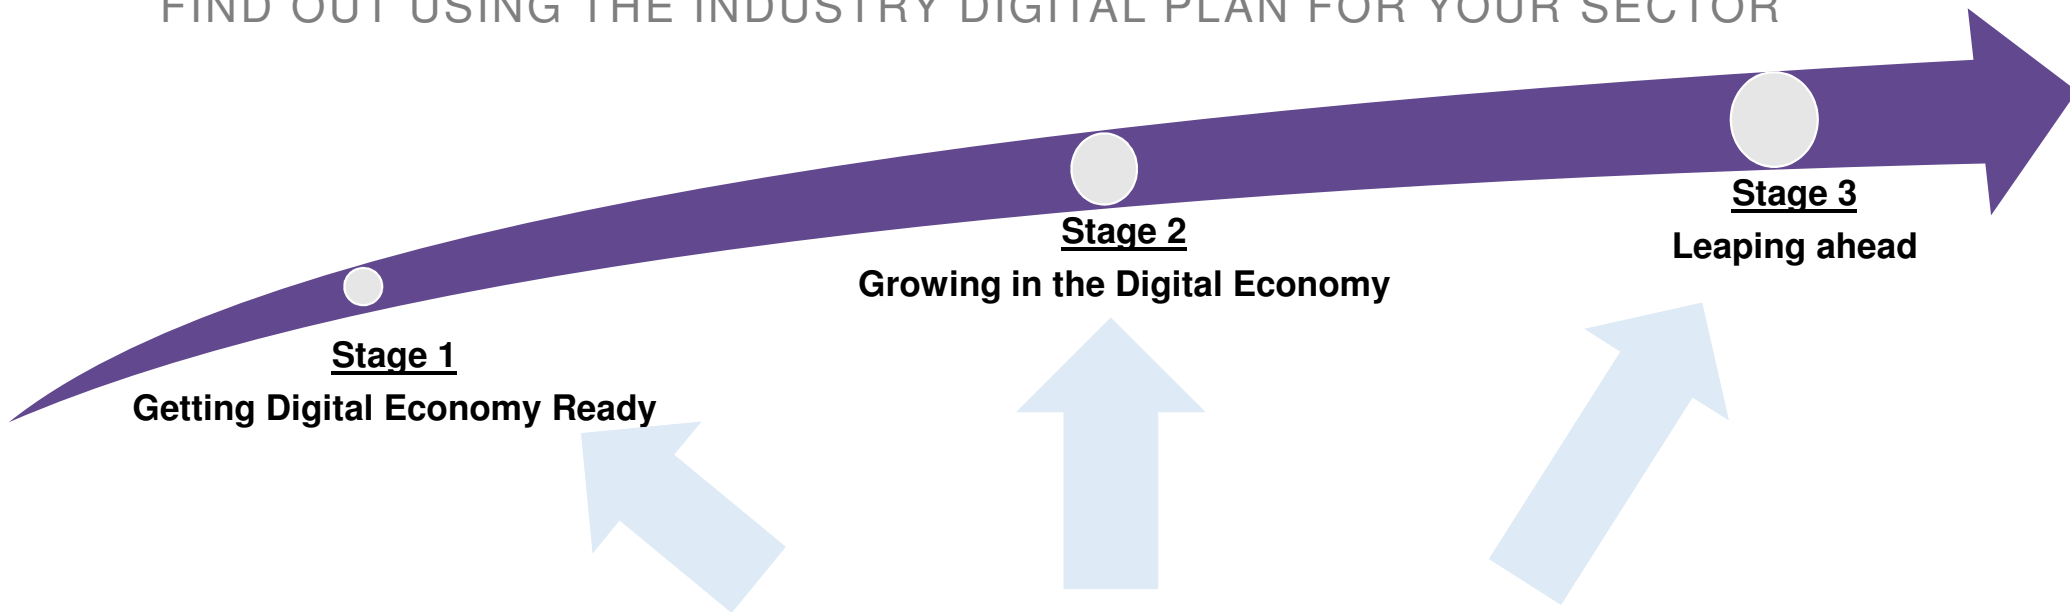 FIND OUT USING THE INDUSTRY DIGITAL PLAN FOR YOUR SECTOR
Stage 3
Leaping ahead
Stage 2
Growing in the Digital Economy
Stage 1
Getting Digital Economy Ready